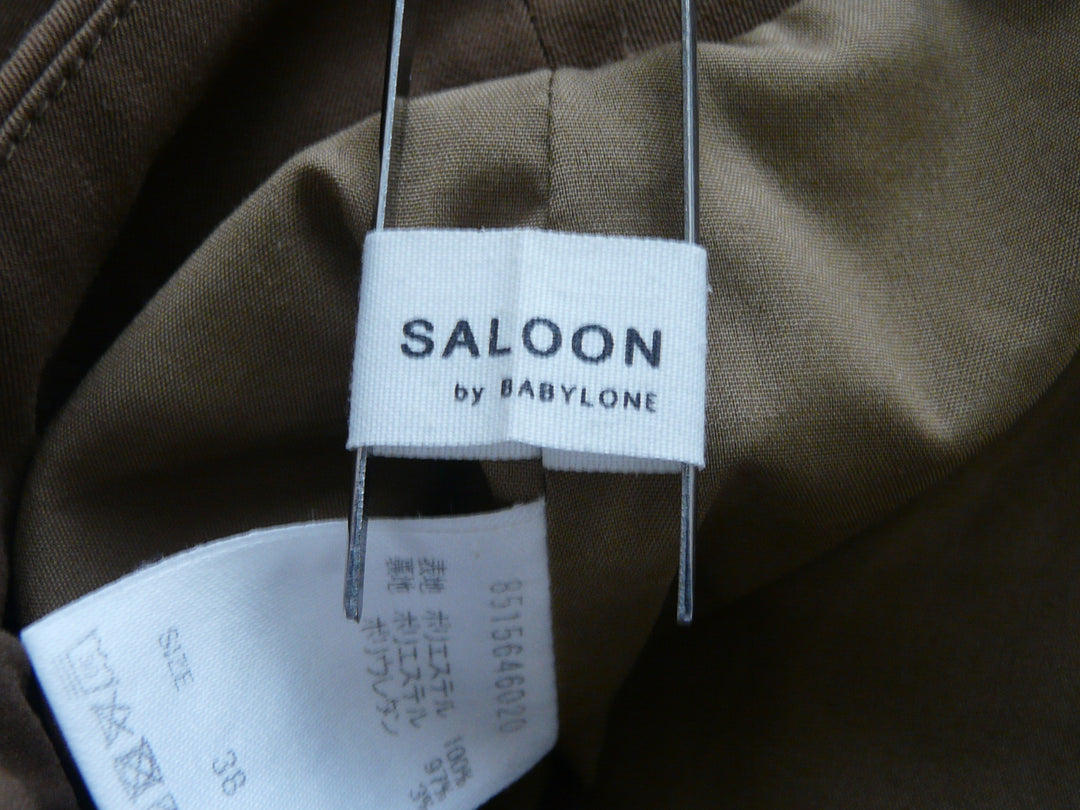 SALOON
by BABYLONE
8515646020
表地 ポリエステル 100%
裏地 ポリエステル 97%
ポリウレタン 3%
SIZE 38